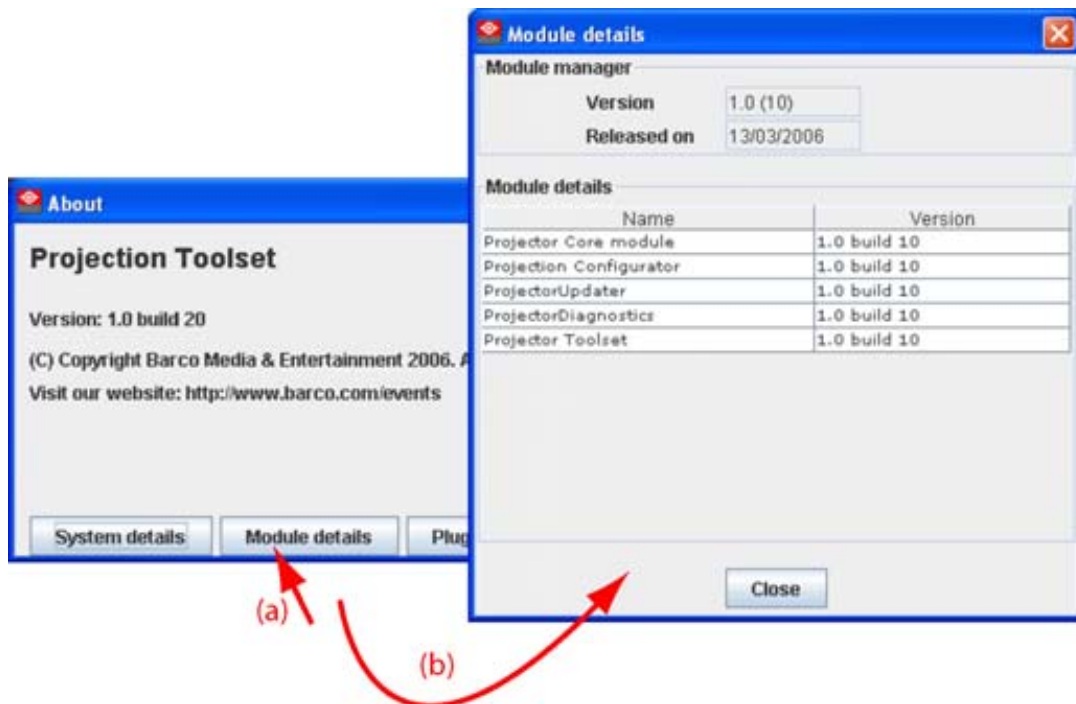 About
Projection Toolset
Version: 1.0 build 20
(C) Copyright Barco Media & Entertainment 2006. A
Visit our website: http://www.barco.com/events
System details
Module details
Plug
(a)
(b)
Module details
Module manager
Version 1.0 (10)
Released on 13/03/2006
Module details
Name Version
Projector Core module 1.0 build 10
Projection Configurator 1.0 build 10
ProjectorUpdater 1.0 build 10
ProjectorDiagnostics 1.0 build 10
Projector Toolset 1.0 build 10
Close